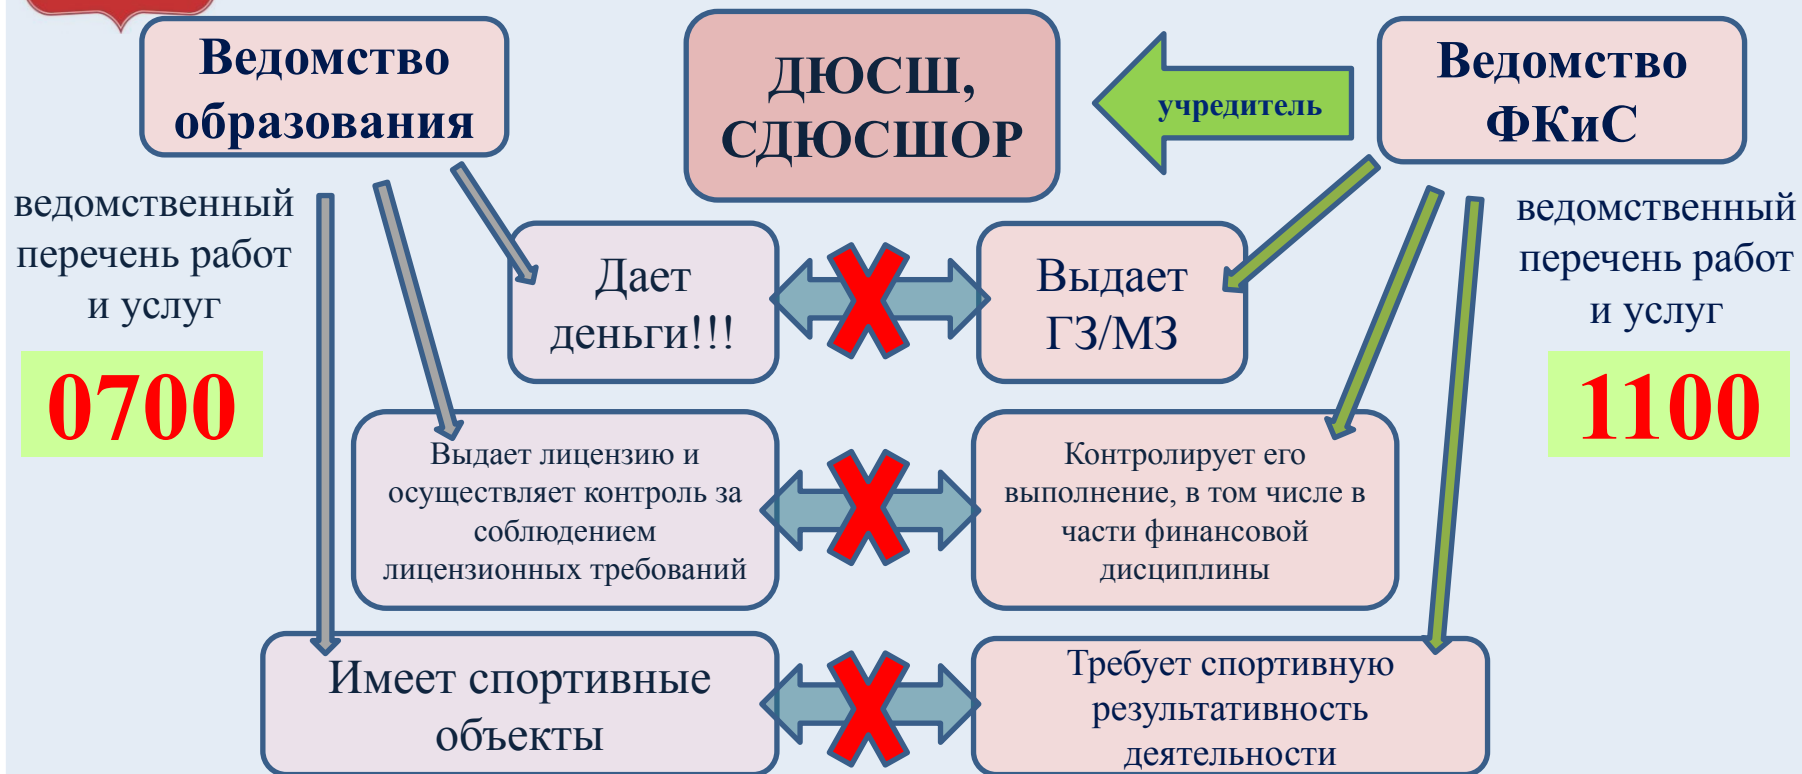 Ведомство
образования
ДЮСШ,
СДЮСШОР
учредитель
Ведомство
ФКиС
ведомственный
перечень работ
и услуг
0700
ведомственный
перечень работ
и услуг
1100
Дает
деньги!!!
Выдает
ГЗ/МЗ
Выдает лицензию и
осуществляет контроль за
соблюдением
лицензионных требований
Контролирует его
выполнение, в том числе в
части финансовой
дисциплины
Имеет спортивные
объекты
Требует спортивную
результативность
деятельности